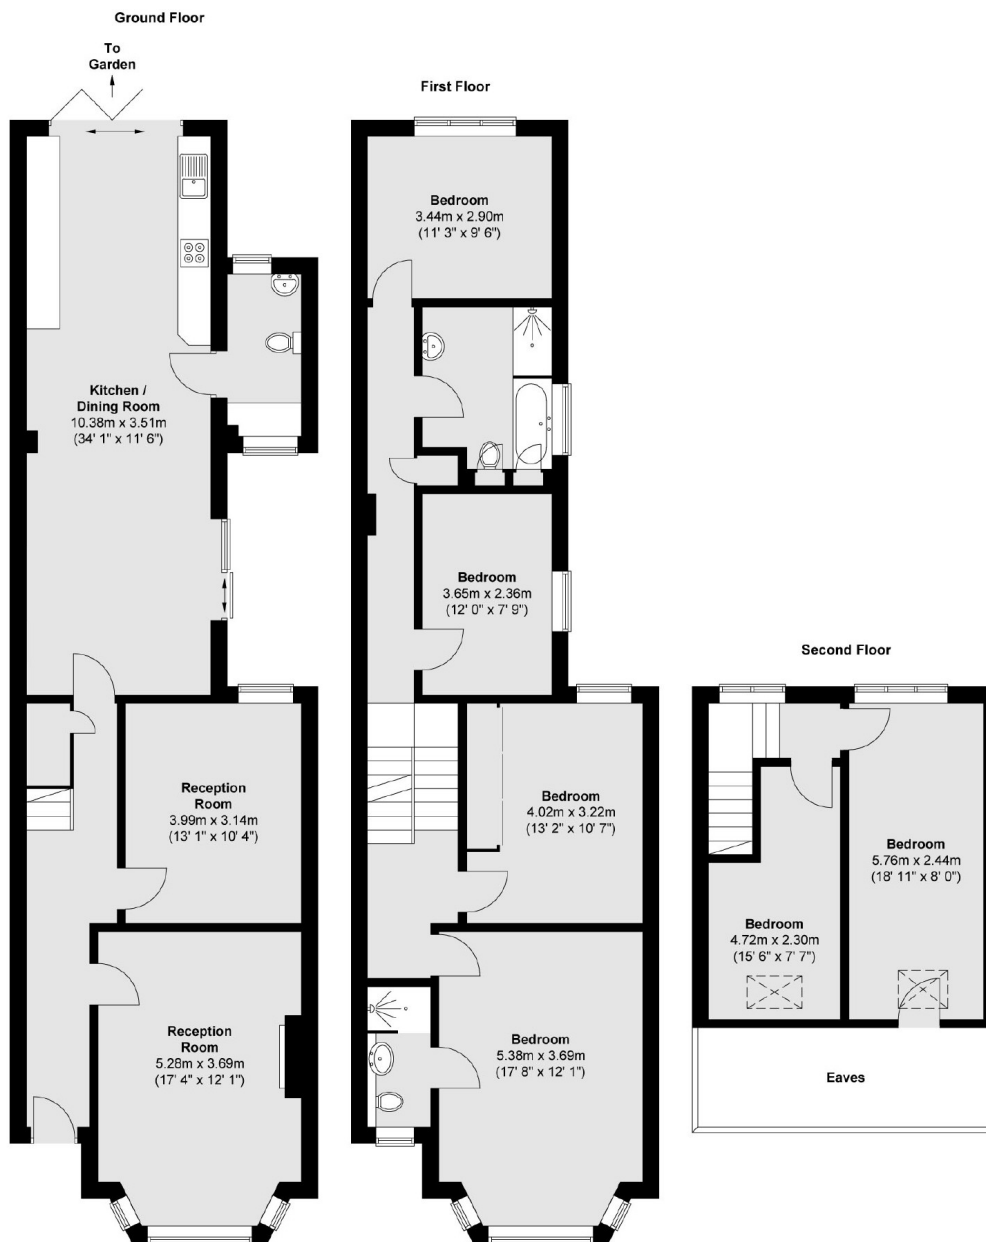 Ground Floor
To
Garden
Kitchen /
Dining Room
10.38m x 3.51m
(34' 1" x 11' 6")
Reception
Room
3.99m x 3.14m
(13' 1" x 10' 4")
Reception
Room
5.28m x 3.69m
(17' 4" x 12' 1")
First Floor
Bedroom
3.44m x 2.90m
(11' 3" x 9' 6")
Bedroom
3.65m x 2.36m
(12' 0" x 7' 9")
Bedroom
4.02m x 3.22m
(13' 2" x 10' 7")
Bedroom
5.38m x 3.69m
(17' 8" x 12' 1")
Second Floor
Bedroom
5.76m x 2.44m
(18' 11" x 8' 0")
Bedroom
4.72m x 2.30m
(15' 6" x 7' 7")
Eaves